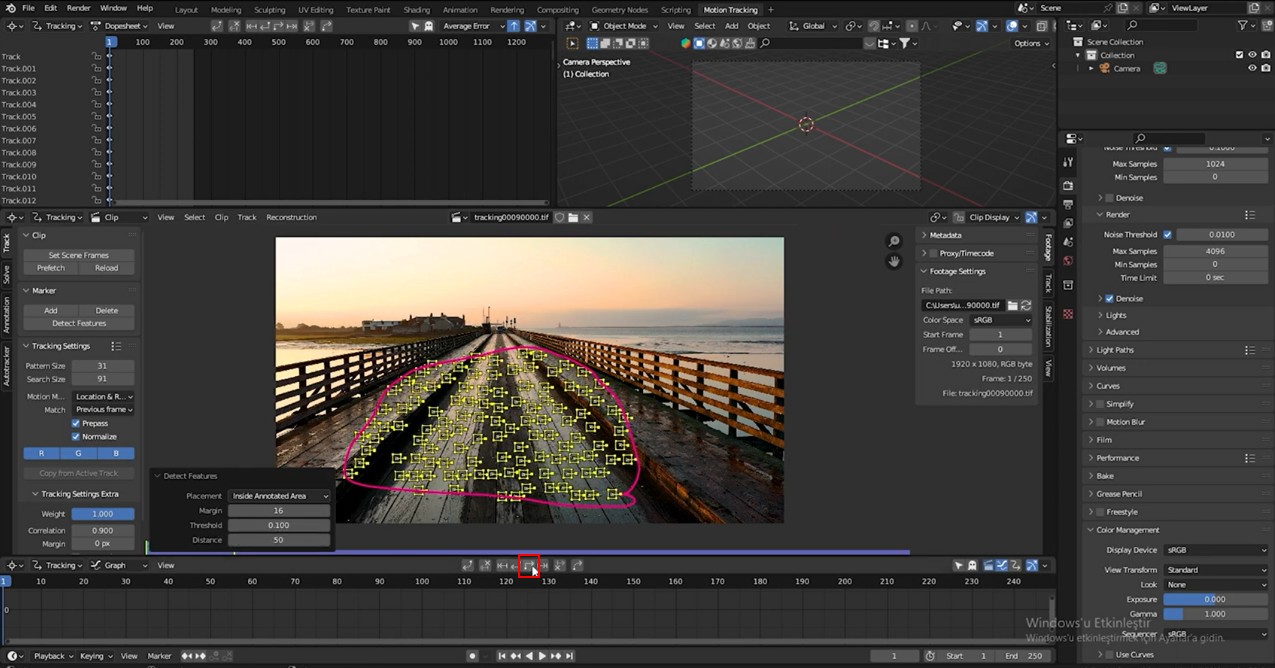 File Edit Render Window Help Layout Modeling Sculpting UV Editing Texture Paint Shading Animation Rendering Compositing Geometry Nodes Scripting Motion Tracking + Scene ViewLayer
Tracking Dopesheet View Average Error Object Mode View Select Add Object Global
1 100 200 300 400 500 600 700 800 900 1000 1100 1200 Options
Camera Perspective
(1) Collection
Scene Collection
Collection
Camera
Track
Track.001
Track.002
Track.003
Track.004
Track.005
Track.006
Track.007
Track.008
Track.009
Track.010
Track.011
Track.012
Tracking Clip View Select Clip Track Reconstruction tracking00090000.tif Clip Display
Track
Solve
Annotation
Autotracker
Clip
Set Scene Frames
Prefetch Reload
Marker
Add Delete
Detect Features
Tracking Settings
Pattern Size 31
Search Size 91
Motion M... Location & R...
Match Previous frame
Prepass
Normalize
R G B
Copy from Active Track
Tracking Settings Extra
Weight 1.000
Correlation 0.900
Margin 0 px
Detect Features
Placement Inside Annotated Area
Margin 16
Threshold 0.100
Distance 50
Metadata
Proxy/Timecode
Footage Settings
File Path:
C:\Users\u...90000.tif
Color Space sRGB
Start Frame 1
Frame Off... 0
1920 x 1080, RGB byte
Frame: 1 / 250
File: tracking00090000.tif
Footage
Track
Stabilization
View
Noise Threshold 0.1000
Max Samples 1024
Min Samples 0
Denoise
Render
Noise Threshold 0.0100
Max Samples 4096
Min Samples 0
Time Limit 0 sec
Denoise
Lights
Advanced
Light Paths
Volumes
Curves
Simplify
Motion Blur
Film
Performance
Bake
Grease Pencil
Freestyle
Color Management
Display Device sRGB
View Transform Standard
Look None
Exposure 0.000
Gamma 1.000
Sequencer sRGB
Use Curves
Tracking Graph View
1 10 20 30 40 50 60 70 80 90 100 110 120 130 140 150 160 170 180 190 200 210 220 230 240
0
Windows'u Etkinleştir
Windows'u etkinleştirmek için Ayarlar'a gidin.
Playback Keying View Marker 1 Start 1 End 250